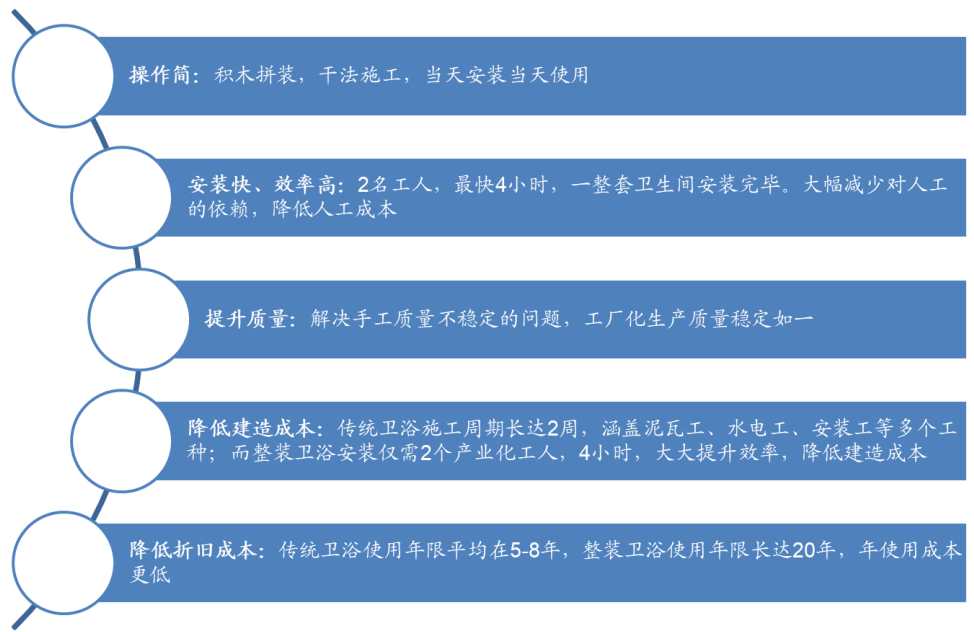 操作简：积木拼装，干法施工，当天安装当天使用
安装快、效率高：2名工人，最快4小时，一整套卫生间安装完毕。大幅减少对人工
的依赖，降低人工成本
提升质量：解决手工质量不稳定的问题，工厂化生产质量稳定如一
降低建造成本：传统卫浴施工周期长达2周，涵盖泥瓦工、水电工、安装工等多个工
种；而整装卫浴安装仅需2个产业化工人，4小时，大大提升效率，降低建造成本
降低折旧成本：传统卫浴使用年限平均在5-8年，整装卫浴使用年限长达20年，年使用成本
更低